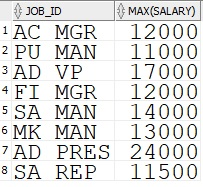 JOB_ID MAX(SALARY)
1 AC MGR 12000
2 PU MAN 11000
3 AD VP 17000
4 FI MGR 12000
5 SA MAN 14000
6 MK MAN 13000
7 AD PRES 24000
8 SA REP 11500